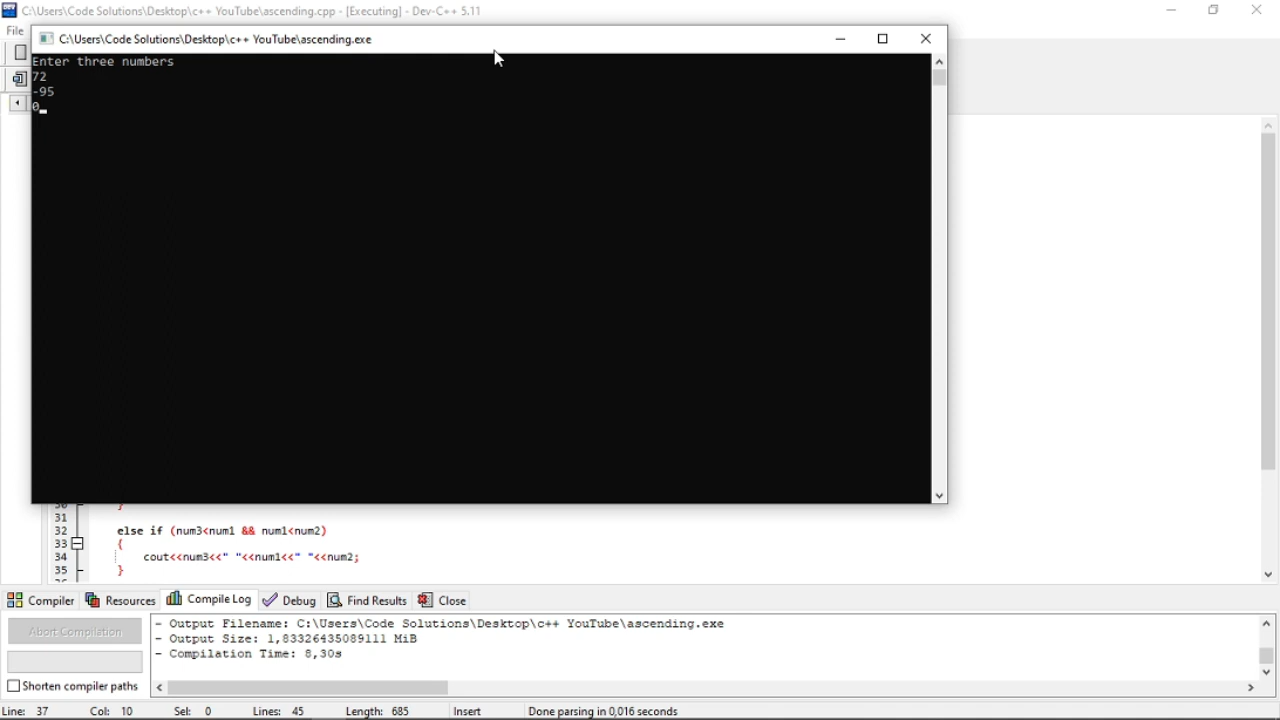 C:\Users\Code Solutions\Desktop\c++ YouTube\ascending.cpp - [Executing] - Dev-C++ 5.11
File
C:\Users\Code Solutions\Desktop\c++ YouTube\ascending.exe
Enter three numbers
72
-95
0
30 }
31
32 else if (num3<num1 && num1<num2)
33 {
34 cout<<num3<<" "<<num1<<" "<<num2;
35 }
Compiler Resources Compile Log Debug Find Results Close
Abort Compilation
Shorten compiler paths
- Output Filename: C:\Users\Code Solutions\Desktop\c++ YouTube\ascending.exe
- Output Size: 1,83326435089111 MiB
- Compilation Time: 8,30s
Line: 37 Col: 10 Sel: 0 Lines: 45 Length: 685 Insert Done parsing in 0,016 seconds